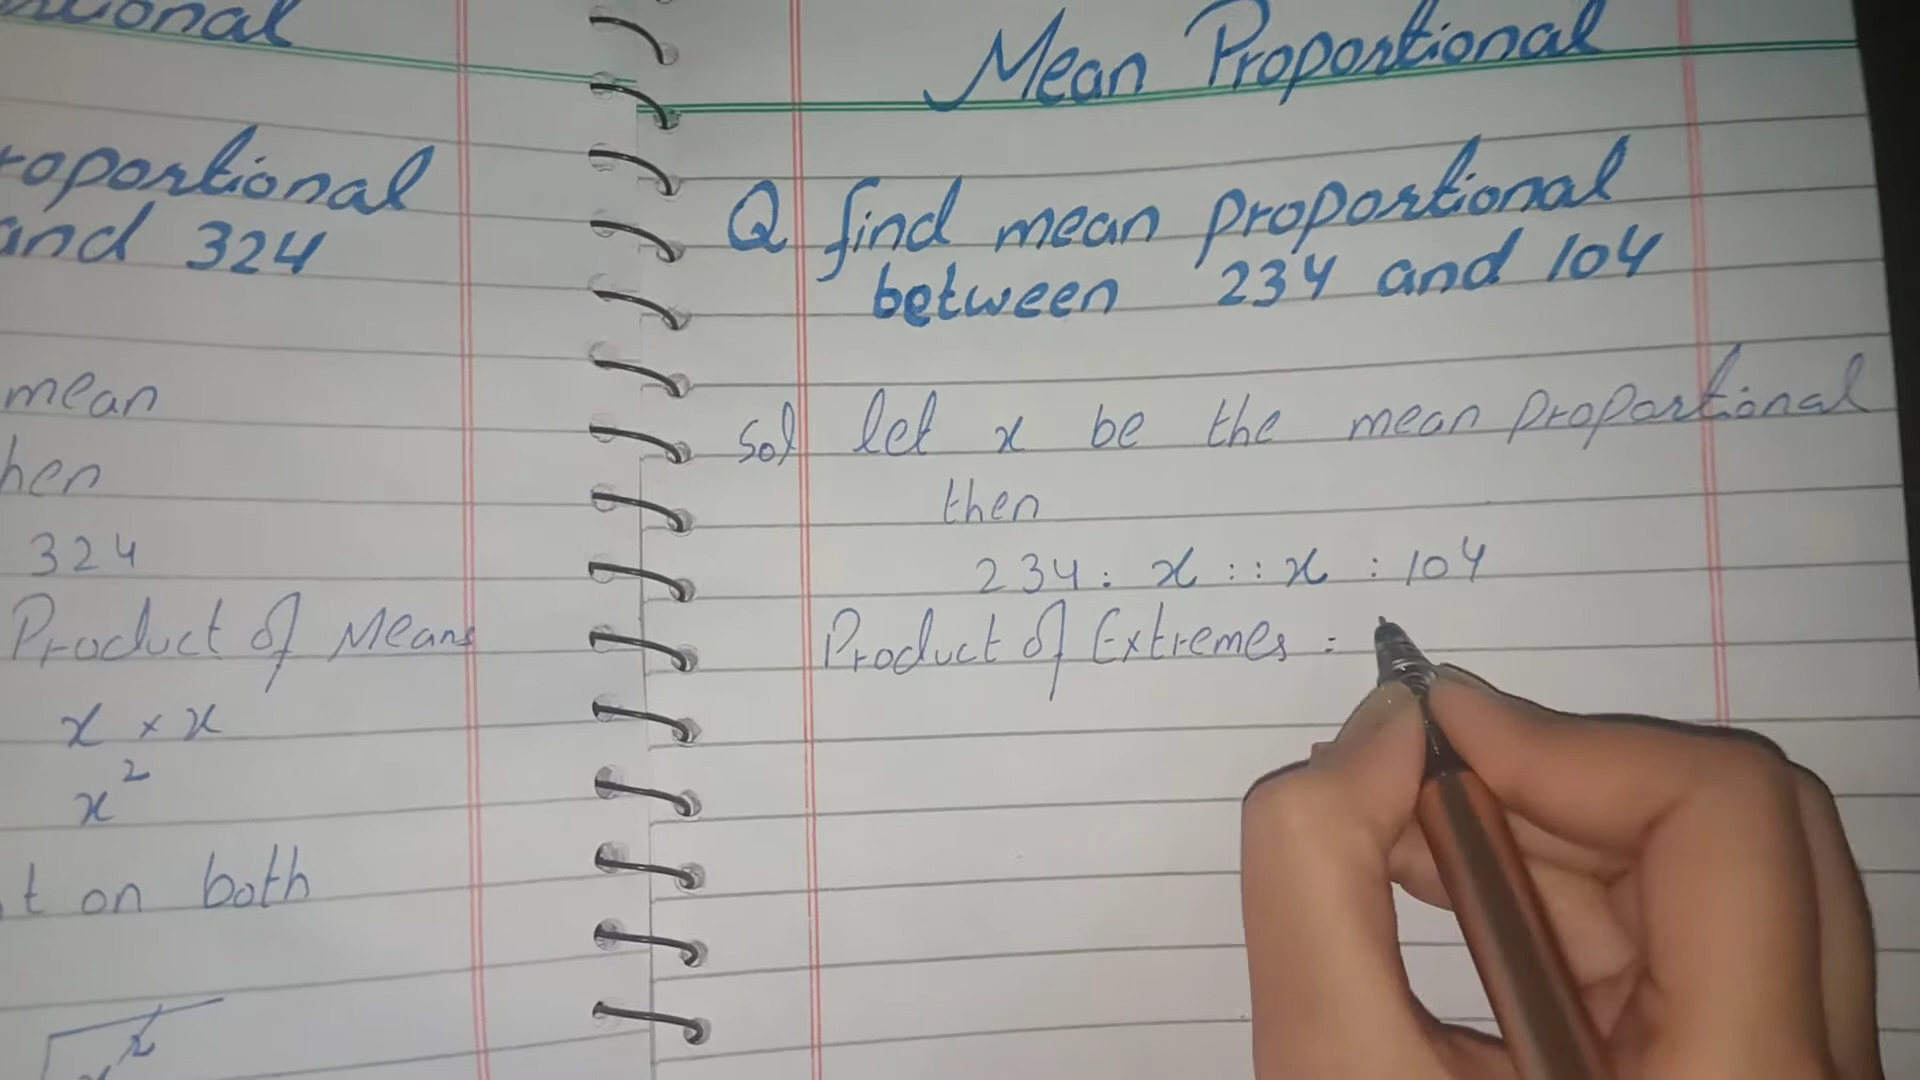 Proportional
and 324
mean
324
Product of Means
x × x
x²
on both
x
Mean Proportional
Q find mean proportional
between 234 and 104
Sol let x be the mean proportional
then
234 : x :: x : 104
Product of Extremes =